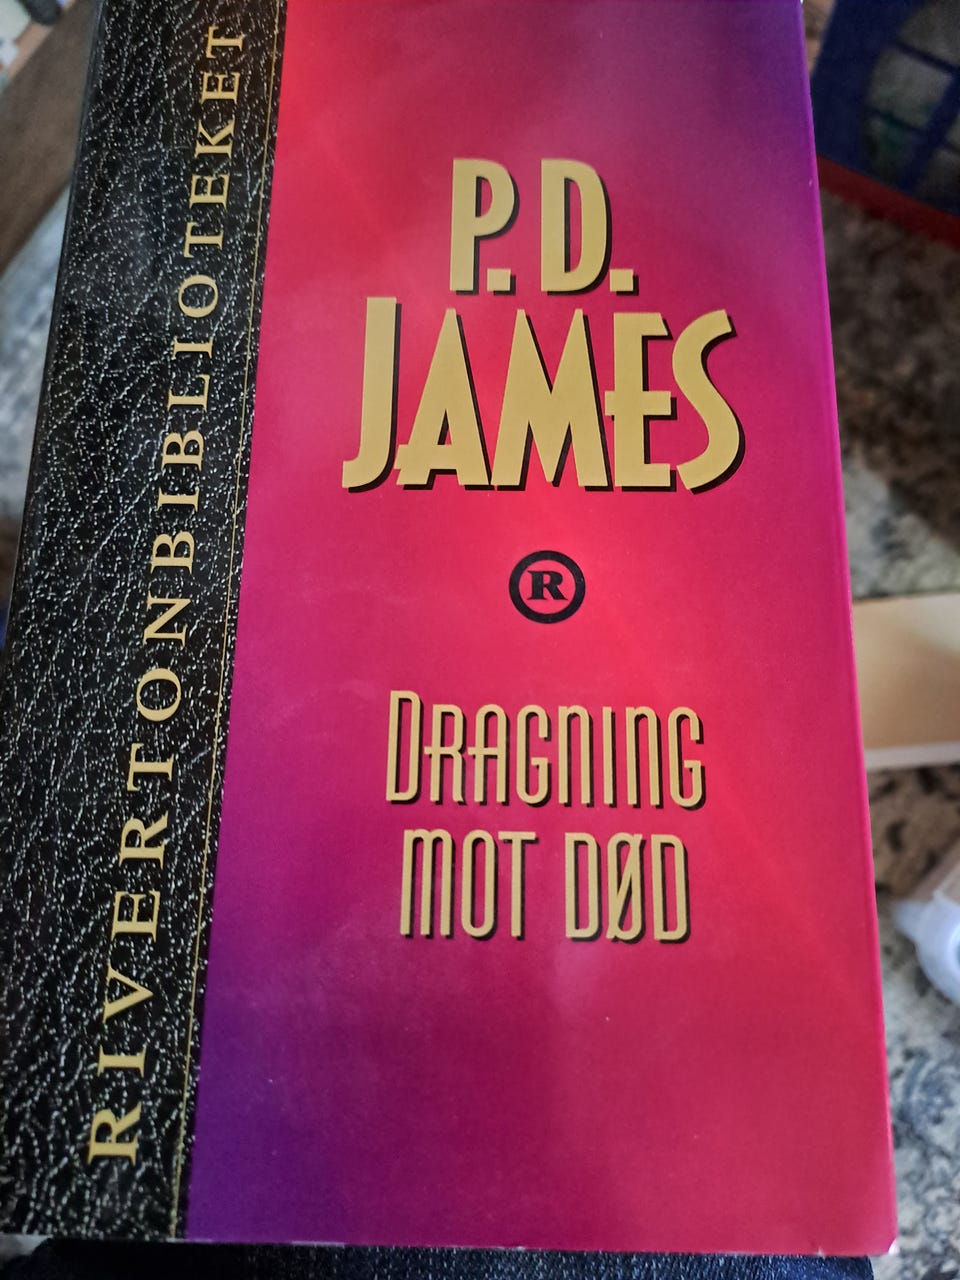 RIVERTONBIBLIOTEKET
P. D.
JAMES
R
DRAGNING
MOT DØD